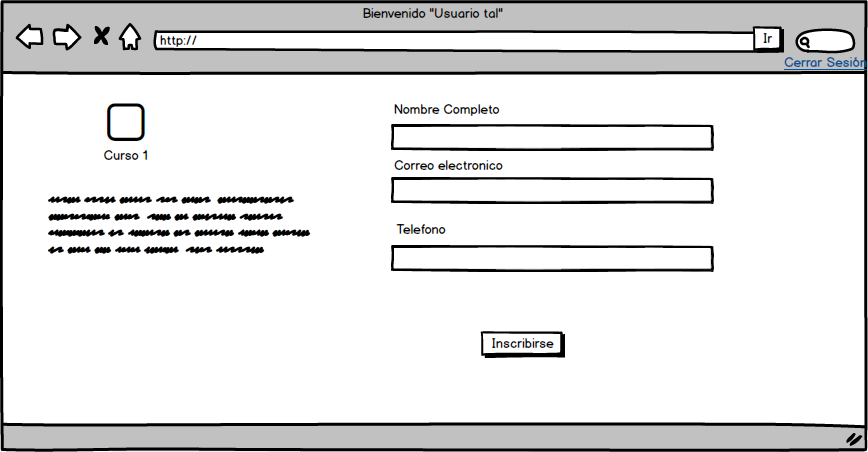 Bienvenido "Usuario tal"
http://
Ir
Cerrar Sesión
Curso 1
Nombre Completo
Correo electronico
Telefono
Inscribirse